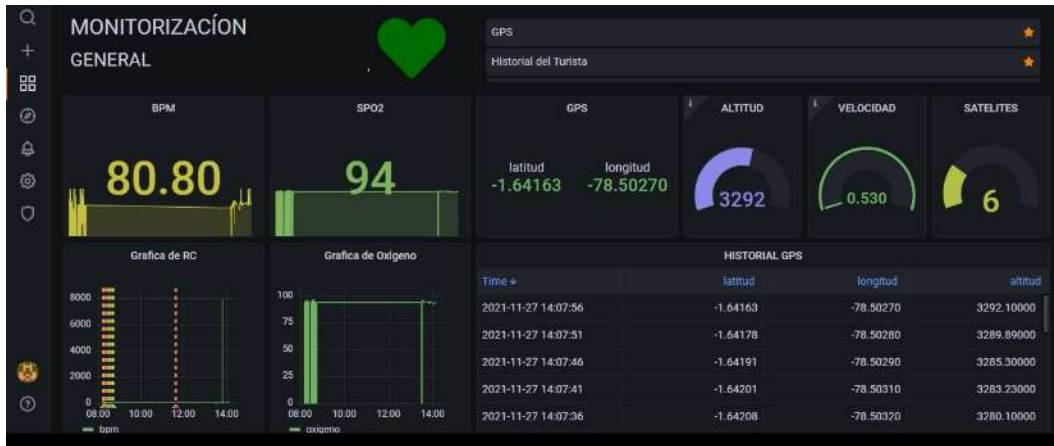 MONITORIZACÍON
GENERAL
GPS
Historial del Turista
BPM
80.80
SPO2
94
GPS
latitud
-1.64163
longitud
-78.50270
ALTITUD
3292
VELOCIDAD
0.530
SATELITES
6
Grafica de RC
8000
6000
4000
2000
0
08:00 10:00 12:00 14:00
bpm
Grafica de Oxigeno
100
75
50
25
0
08:00 10:00 12:00 14:00
oxigeno
HISTORIAL GPS
Time latitud longitud altitud
2021-11-27 14:07:56 -1.64163 -78.50270 3292.10000
2021-11-27 14:07:51 -1.64178 -78.50280 3289.89000
2021-11-27 14:07:46 -1.64191 -78.50290 3285.30000
2021-11-27 14:07:41 -1.64201 -78.50310 3283.23000
2021-11-27 14:07:36 -1.64208 -78.50320 3280.10000